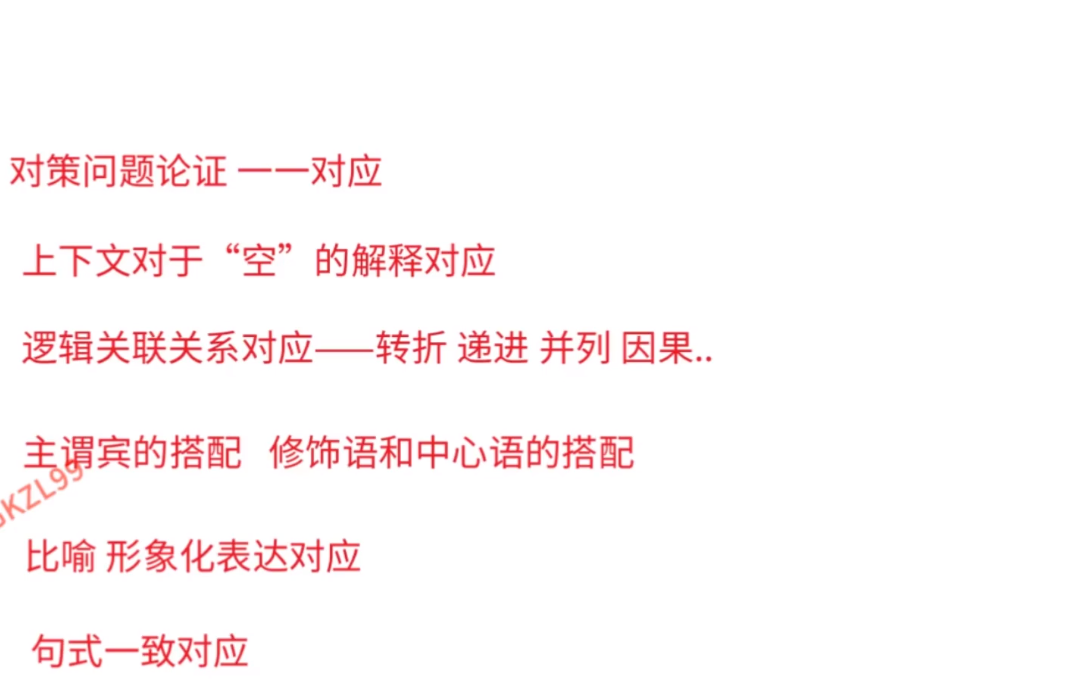 对策问题论证 一一对应
上下文对于“空”的解释对应
逻辑关联关系对应——转折 递进 并列 因果..
主谓宾的搭配 修饰语和中心语的搭配
KZL99
比喻 形象化表达对应
句式一致对应